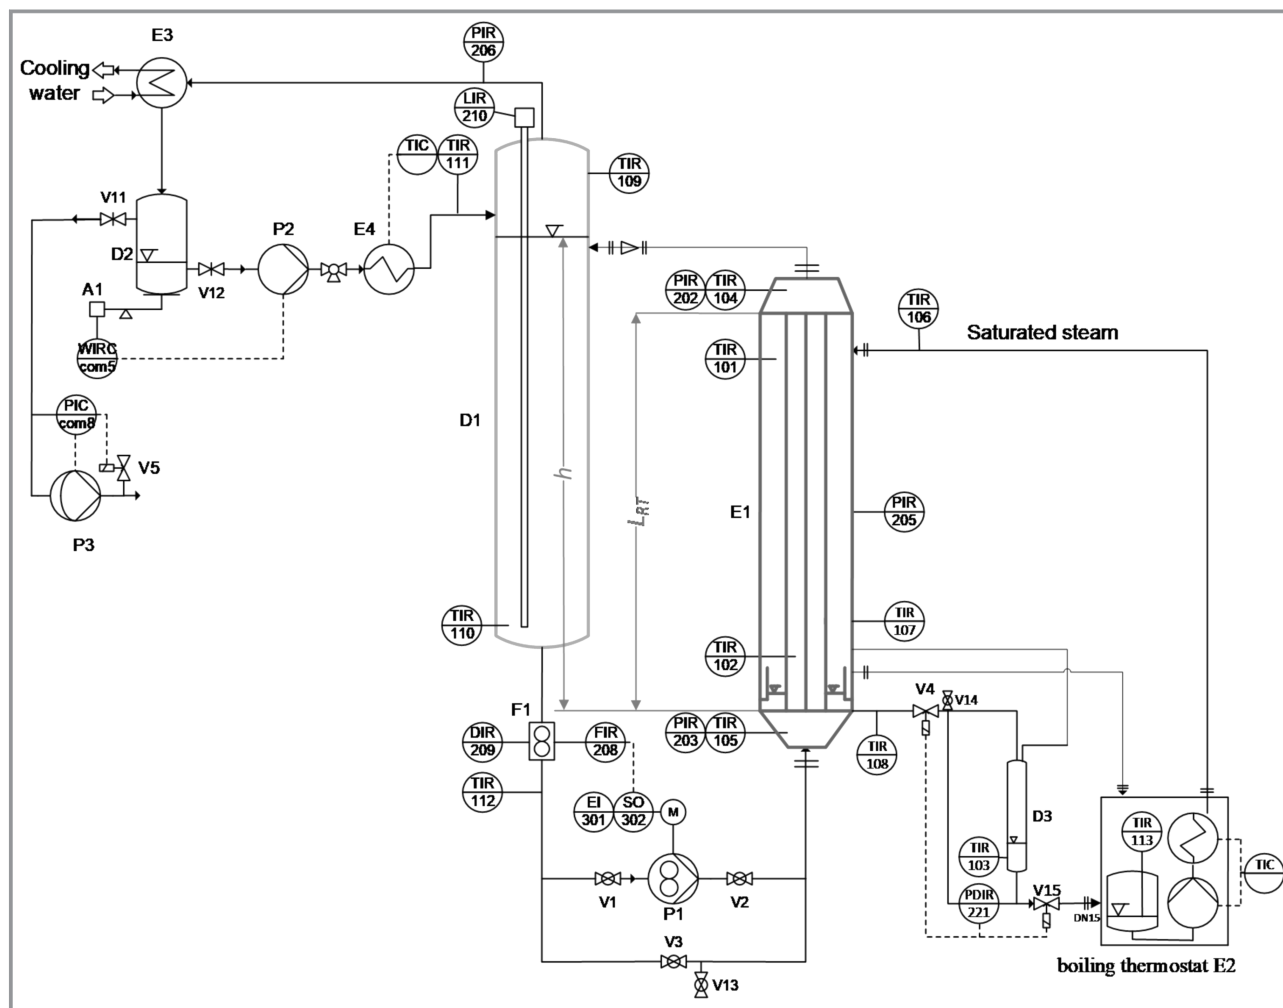 E3
PIR
206
Cooling
water
LIR
210
TIC
TIR
111
TIR
109
V11
P2
E4
D2
V12
A1
PIR
202
TIR
104
TIR
106
Saturated steam
WIRC
com5
TIR
101
PIC
com8
D1
V5
h
L_RT
E1
PIR
205
P3
TIR
110
TIR
107
TIR
102
V4
V14
F1
DIR
209
FIR
208
PIR
203
TIR
105
TIR
108
TIR
112
EI
301
SO
302
M
D3
TIR
113
TIR
103
TIC
V1
P1
V2
PDIR
221
V15
DN15
V3
V13
boiling thermostat E2